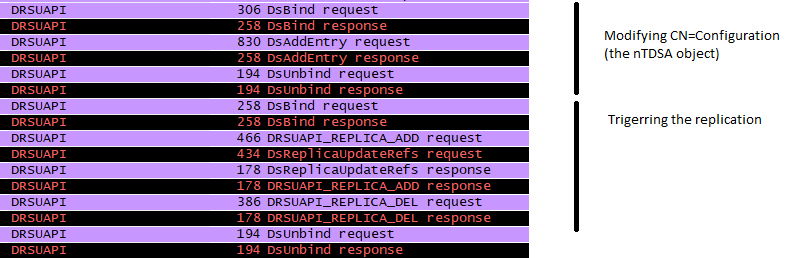 DRSUAPI 306 DsBind request
DRSUAPI 258 DsBind response
DRSUAPI 830 DsAddEntry request
DRSUAPI 258 DsAddEntry response
DRSUAPI 194 DsUnbind request
DRSUAPI 194 DsUnbind response
DRSUAPI 258 DsBind request
DRSUAPI 258 DsBind response
DRSUAPI 466 DRSUAPI_REPLICA_ADD request
DRSUAPI 434 DsReplicaUpdateRefs request
DRSUAPI 178 DsReplicaUpdateRefs response
DRSUAPI 178 DRSUAPI_REPLICA_ADD response
DRSUAPI 386 DRSUAPI_REPLICA_DEL request
DRSUAPI 178 DRSUAPI_REPLICA_DEL response
DRSUAPI 194 DsUnbind request
DRSUAPI 194 DsUnbind response
Modifying CN=Configuration
(the nTDSA object)
Trigerring the replication